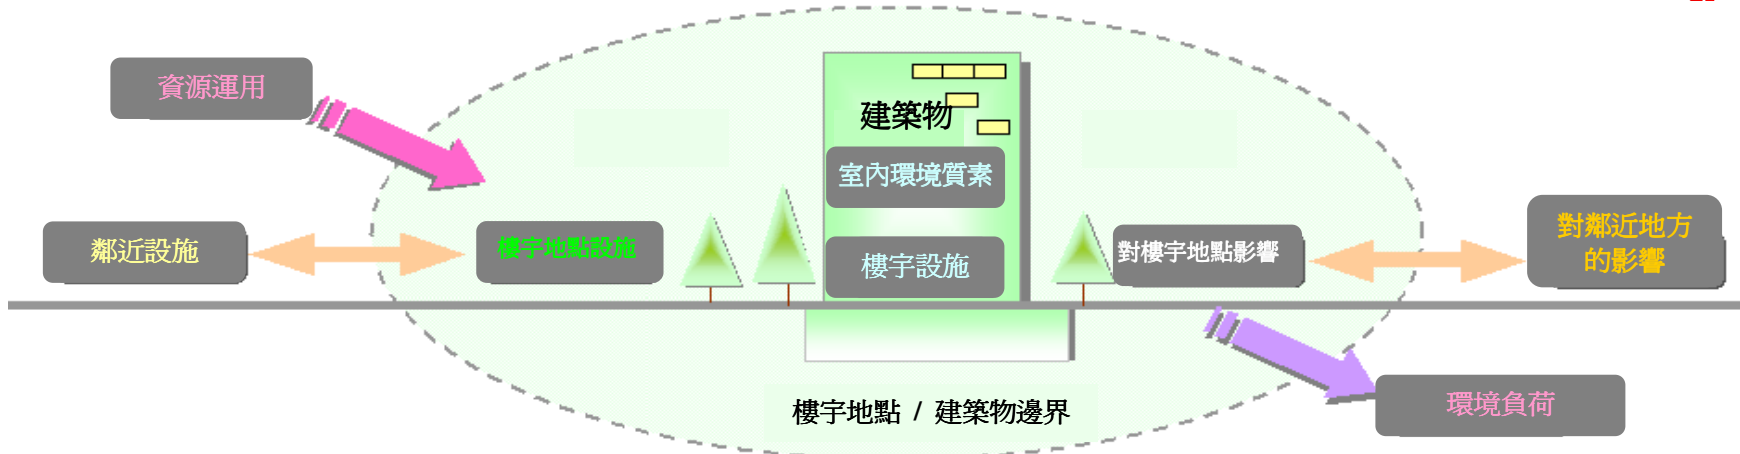 資源運用
建築物
室內環境質素
鄰近設施
樓宇地點設施
樓宇設施
對樓宇地點影響
對鄰近地方
的影響
樓宇地點 / 建築物邊界
環境負荷